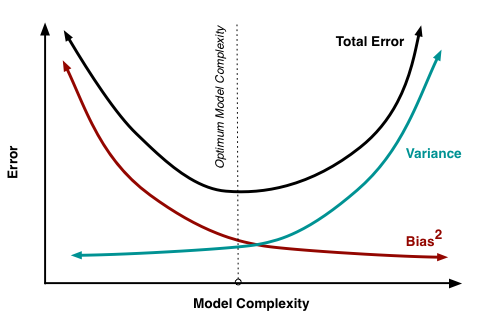 Optimum Model Complexity
Total Error
Error
Variance
Bias2
Model Complexity